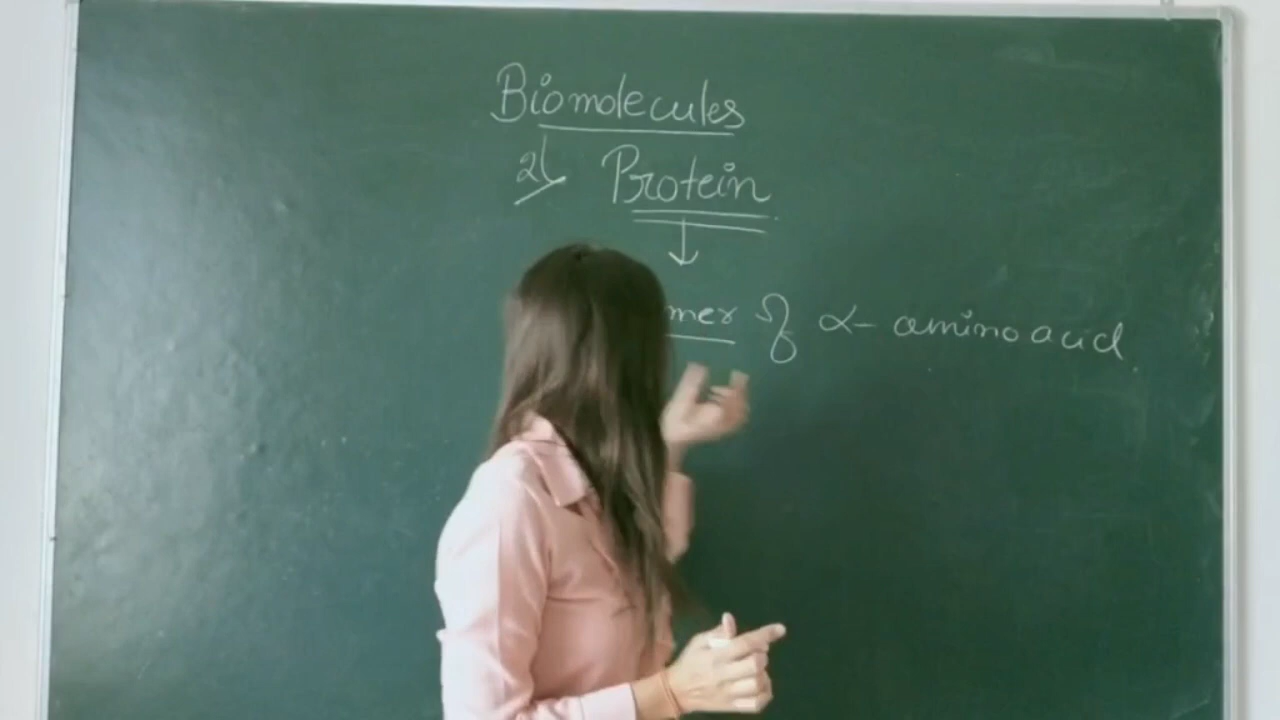 Biomolecules
2) Protein
↓
mer of α- amino acid